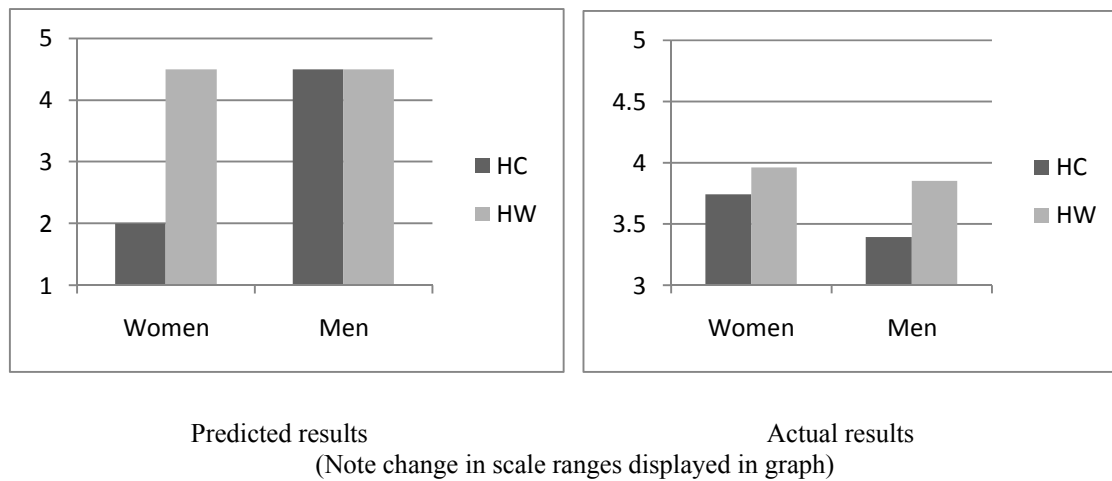 5
4
3
2
1
Women
Men
HC
HW
5
4.5
4
3.5
3
Women
Men
HC
HW
Predicted results
Actual results
(Note change in scale ranges displayed in graph)